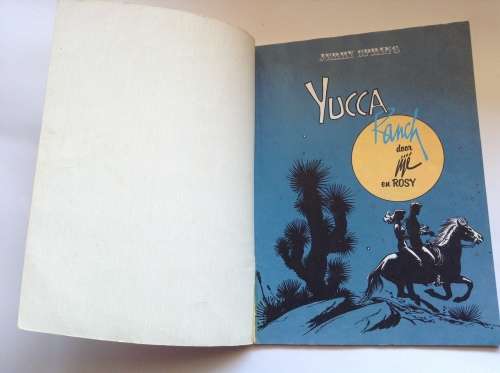 JERRY SPRING
YUCCA
Ranch
door
JIJÉ
en ROSY